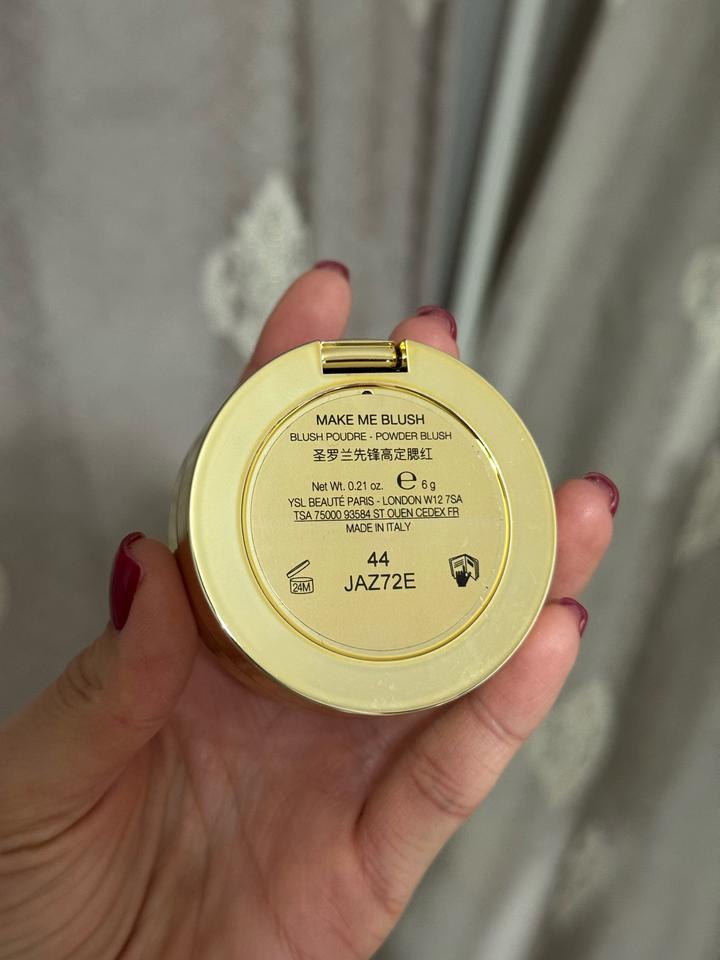 MAKE ME BLUSH
BLUSH POUDRE - POWDER BLUSH
圣罗兰先锋高定腮红
Net Wt. 0.21 oz. ℮ 6 g
YSL BEAUTÉ PARIS - LONDON W12 7SA
TSA 75000 93584 ST OUEN CEDEX FR
MADE IN ITALY
44
24M
JAZ72E